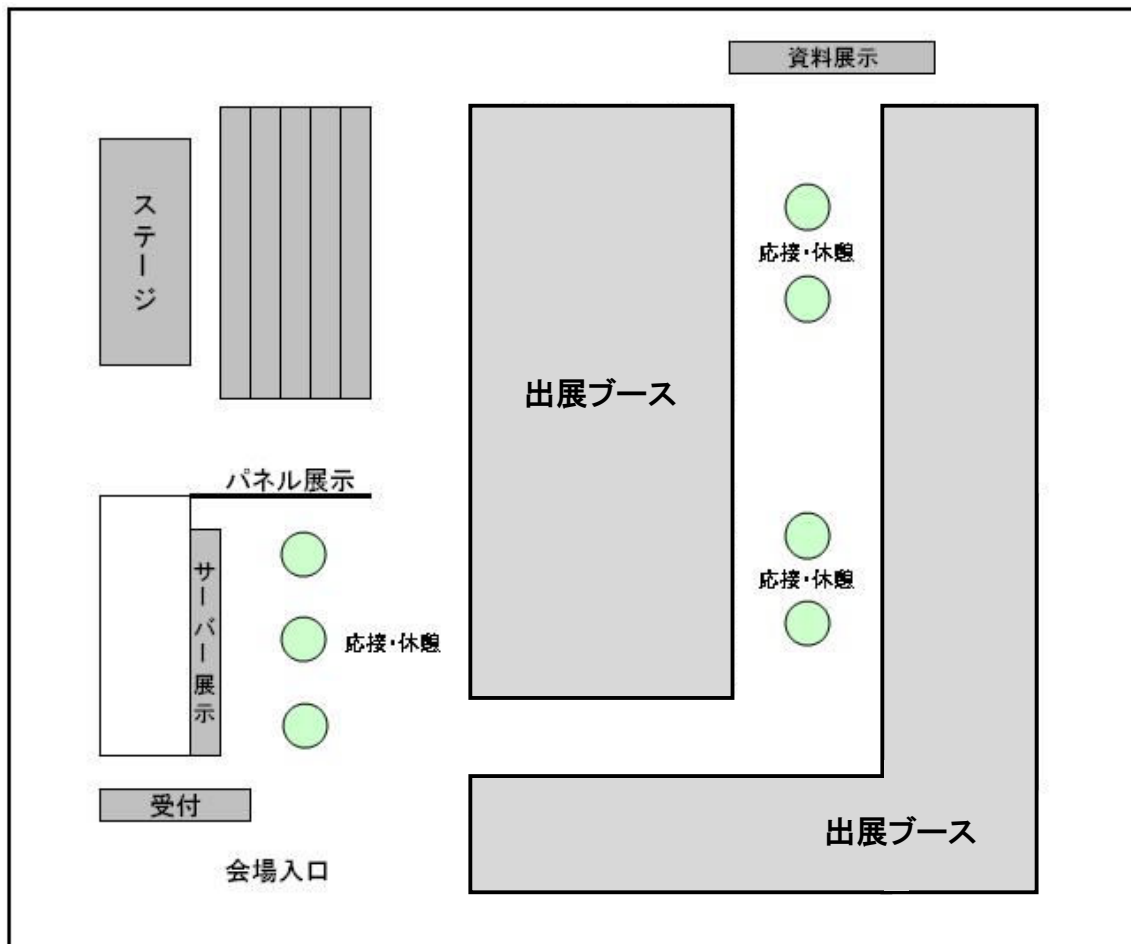 資料展示
ステージ
応接・休憩
出展ブース
パネル展示
サーバー展示
応接・休憩
応接・休憩
受付
出展ブース
会場入口